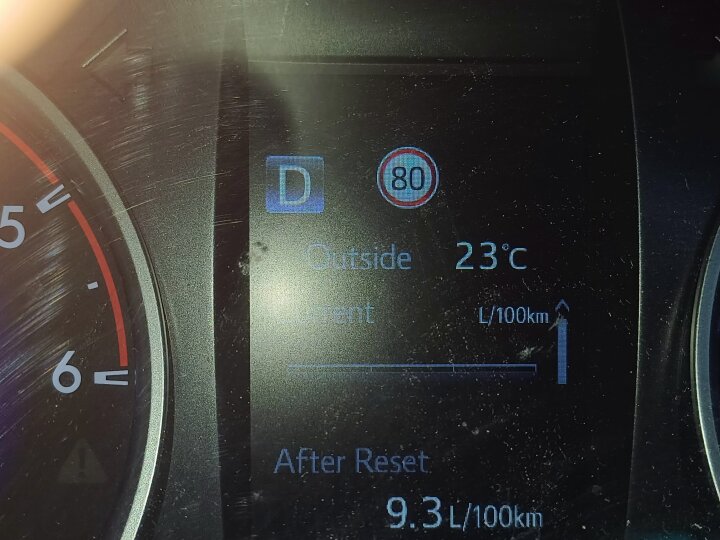 D 80
Outside 23°C
L/100km
After Reset
9.3 L/100km
5
6